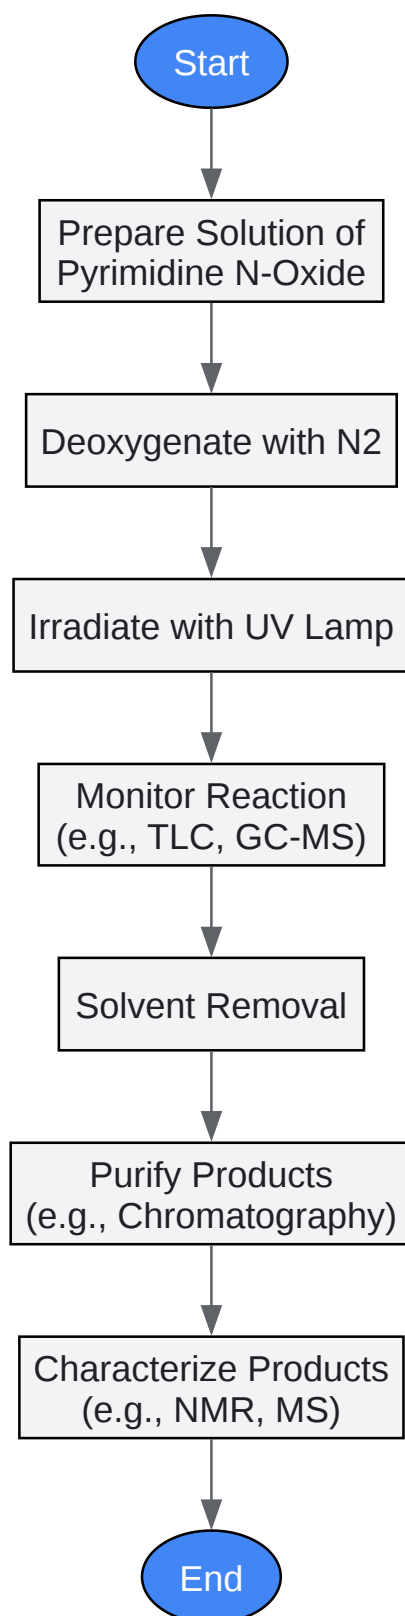 Start
Prepare Solution of
Pyrimidine N-Oxide
Deoxygenate with N2
Irradiate with UV Lamp
Monitor Reaction
(e.g., TLC, GC-MS)
Solvent Removal
Purify Products
(e.g., Chromatography)
Characterize Products
(e.g., NMR, MS)
End